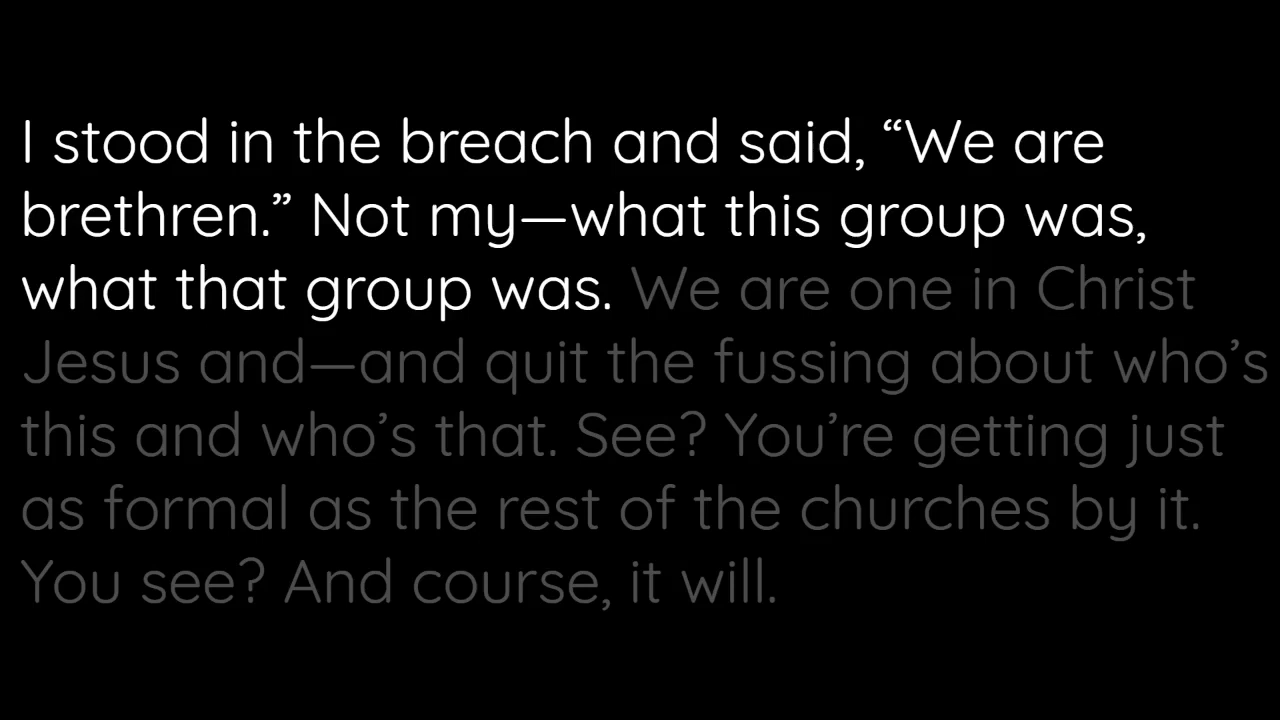 I stood in the breach and said, “We are
brethren.” Not my—what this group was,
what that group was. We are one in Christ
Jesus and—and quit the fussing about who’s
this and who’s that. See? You’re getting just
as formal as the rest of the churches by it.
You see? And course, it will.